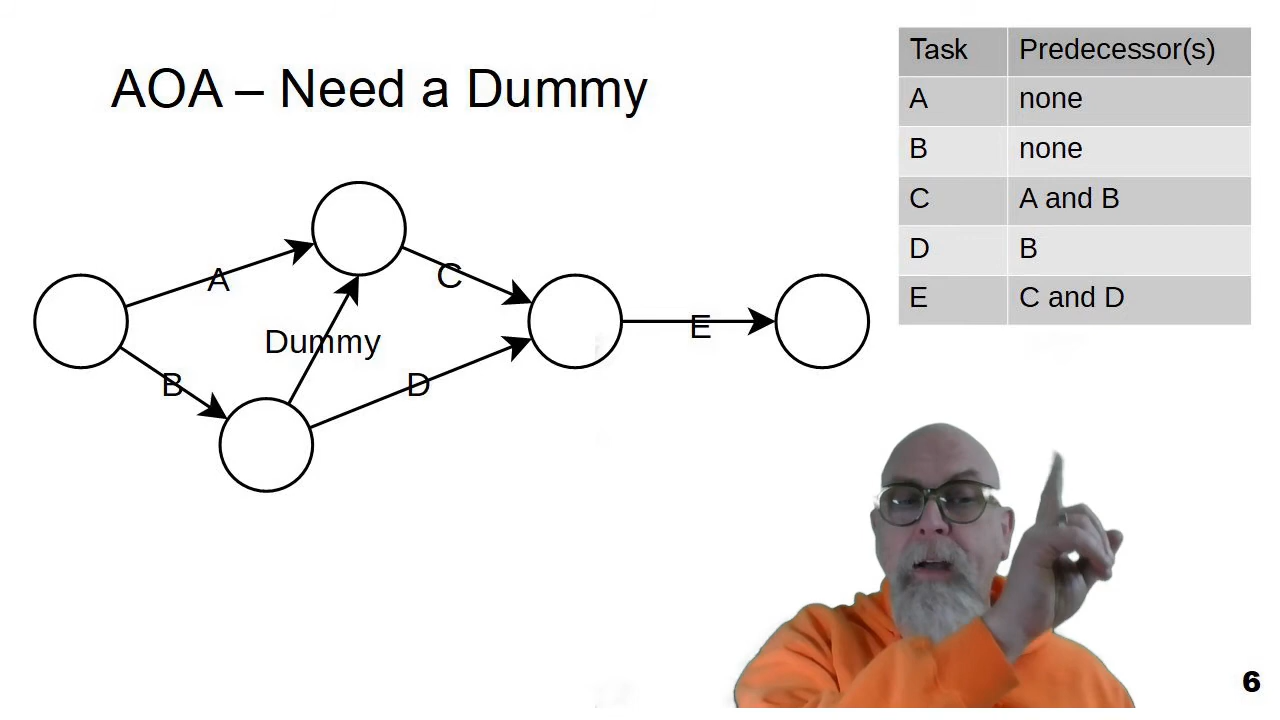 AOA – Need a Dummy
Task Predecessor(s)
A none
B none
C A and B
D B
E C and D
A
C
Dummy
E
B
D
6